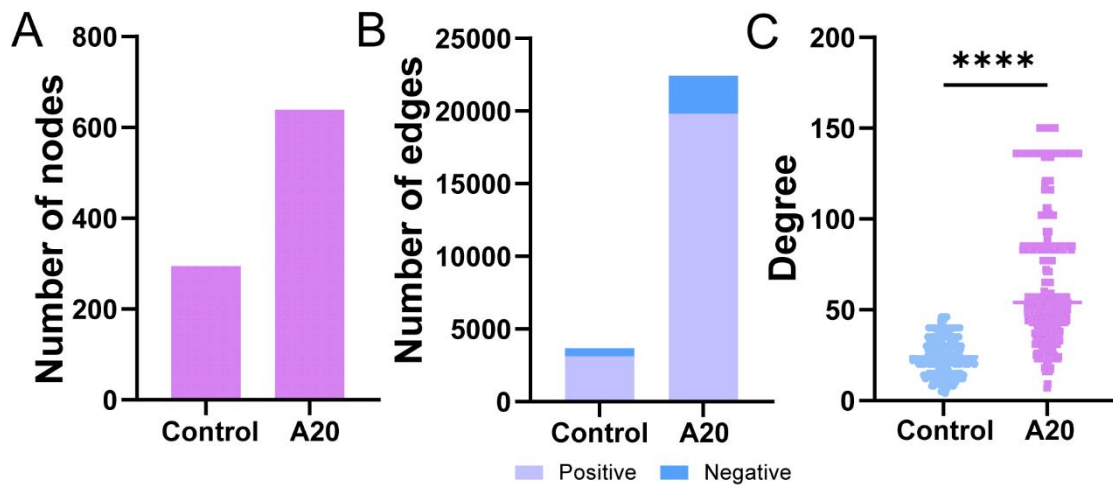 A
Number of nodes
800
600
400
200
0
Control A20
B
Number of edges
25000
20000
15000
10000
5000
0
Control A20
Positive Negative
C
Degree
200
150
100
50
0
****
Control A20